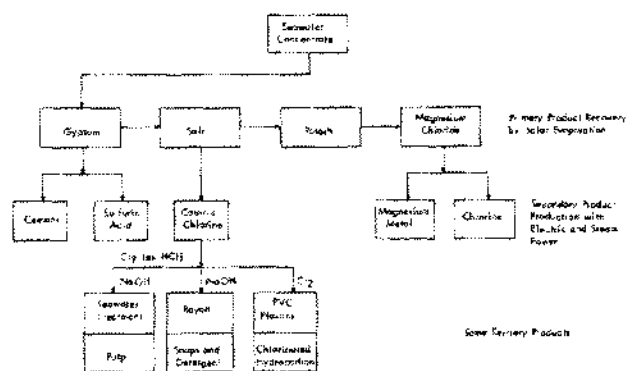 Seawater
Concentrate
Gypsum
Salt
Potash
Magnesium
Chloride
Primary Product Recovery
by Solar Evaporation
Cement
Sulfuric
Acid
Caustic
Chlorine
Magnesium
Metal
Chlorine
Secondary Product
Production with
Electric and Steam
Power
NaOH
NaOH
Cl2
Seawater
Treatment
Rayon
PVC
Plastics
Pulp
Soaps and
Detergent
Chlorinated
Hydrocarbon
Some Tertiary Products